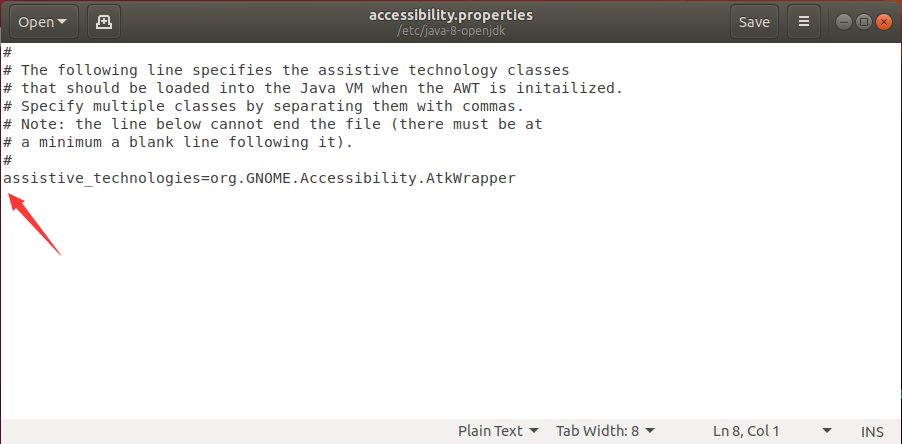 Open
accessibility.properties
/etc/java-8-openjdk
Save
#
# The following line specifies the assistive technology classes
# that should be loaded into the Java VM when the AWT is initailized.
# Specify multiple classes by separating them with commas.
# Note: the line below cannot end the file (there must be at
# a minimum a blank line following it).
#
assistive_technologies=org.GNOME.Accessibility.AtkWrapper
Plain Text
Tab Width: 8
Ln 8, Col 1
INS